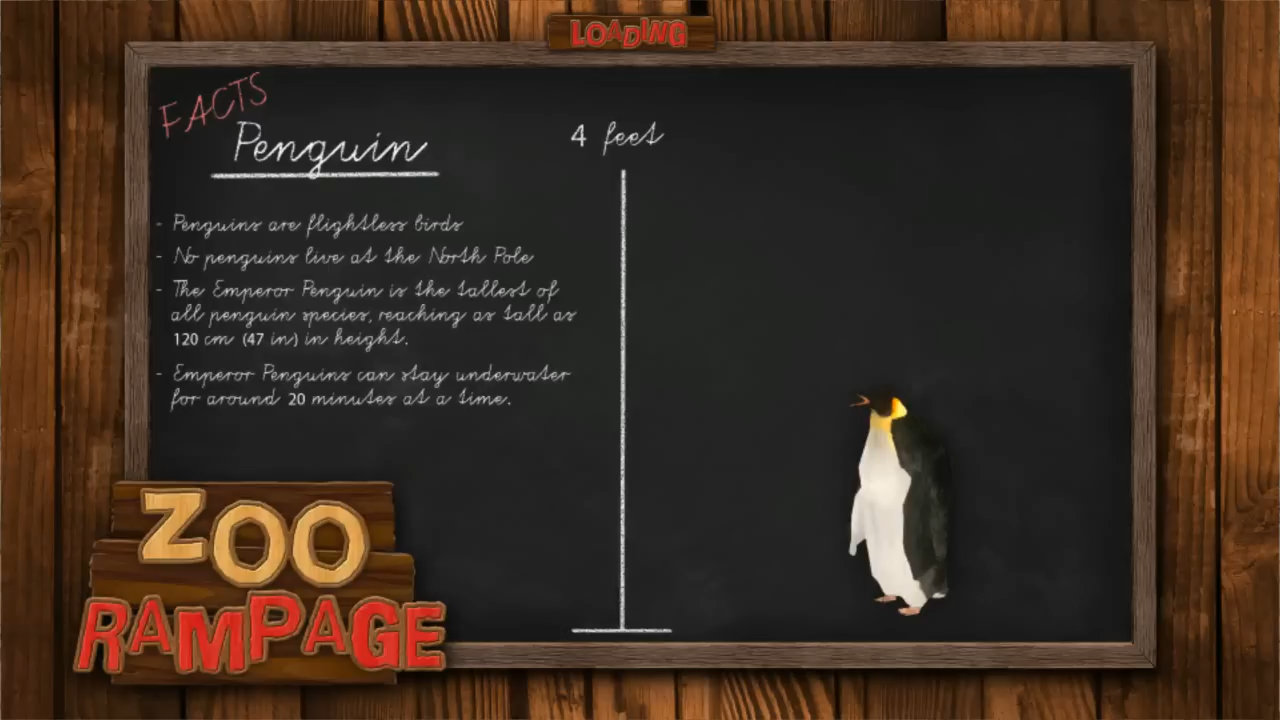 LOADING
FACTS
Penguin
4 feet
- Penguins are flightless birds
- No penguins live at the North Pole
- The Emperor Penguin is the tallest of
all penguin species, reaching as tall as
120 cm (47 in) in height.
- Emperor Penguins can stay underwater
for around 20 minutes at a time.
ZOO
RAMPAGE